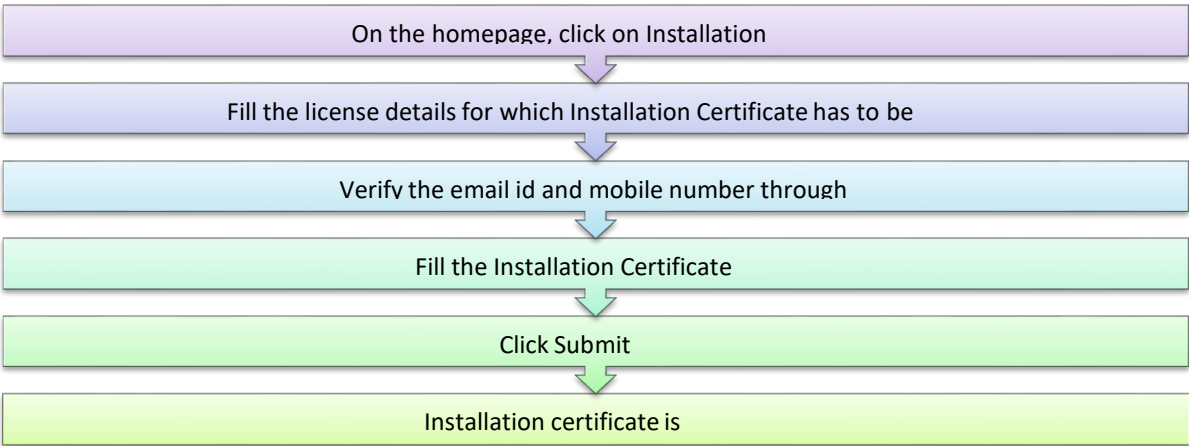 On the homepage, click on Installation
Fill the license details for which Installation Certificate has to be
Verify the email id and mobile number through
Fill the Installation Certificate
Click Submit
Installation certificate is